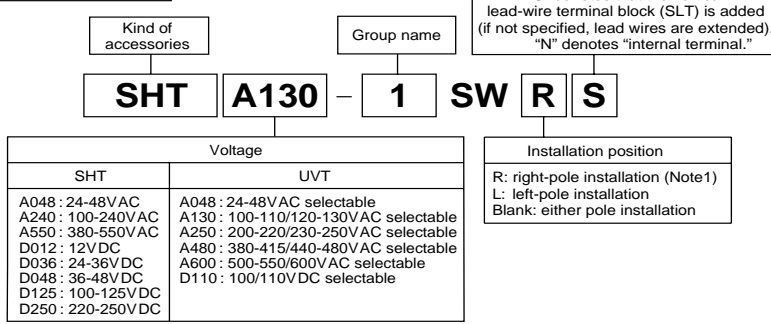 lead-wire terminal block (SLT) is added
(if not specified, lead wires are extended).
"N" denotes "internal terminal."
Kind of
accessories
Group name
SHT A130 – 1 SW R S
Voltage
SHT UVT
A048 : 24-48VAC
A240 : 100-240VAC
A550 : 380-550VAC
D012 : 12VDC
D036 : 24-36VDC
D048 : 36-48VDC
D125 : 100-125VDC
D250 : 220-250VDC
A048 : 24-48VAC selectable
A130 : 100-110/120-130VAC selectable
A250 : 200-220/230-250VAC selectable
A480 : 380-415/440-480VAC selectable
A600 : 500-550/600VAC selectable
D110 : 100/110VDC selectable
Installation position
R: right-pole installation (Note1)
L: left-pole installation
Blank: either pole installation